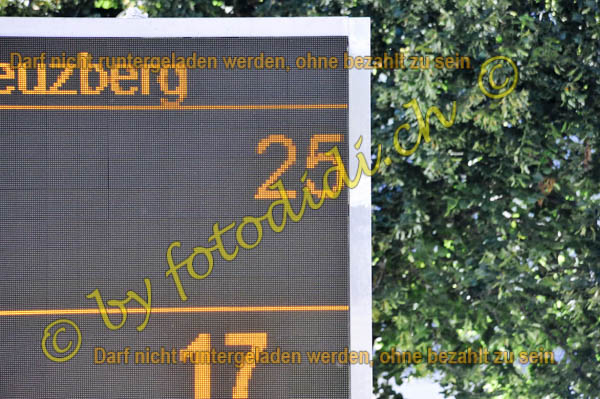 Darf nicht runtergeladen werden, ohne bezahlt zu sein
euzberg
25
© by fotodidi.ch ©
17
Darf nicht runtergeladen werden, ohne bezahlt zu sein